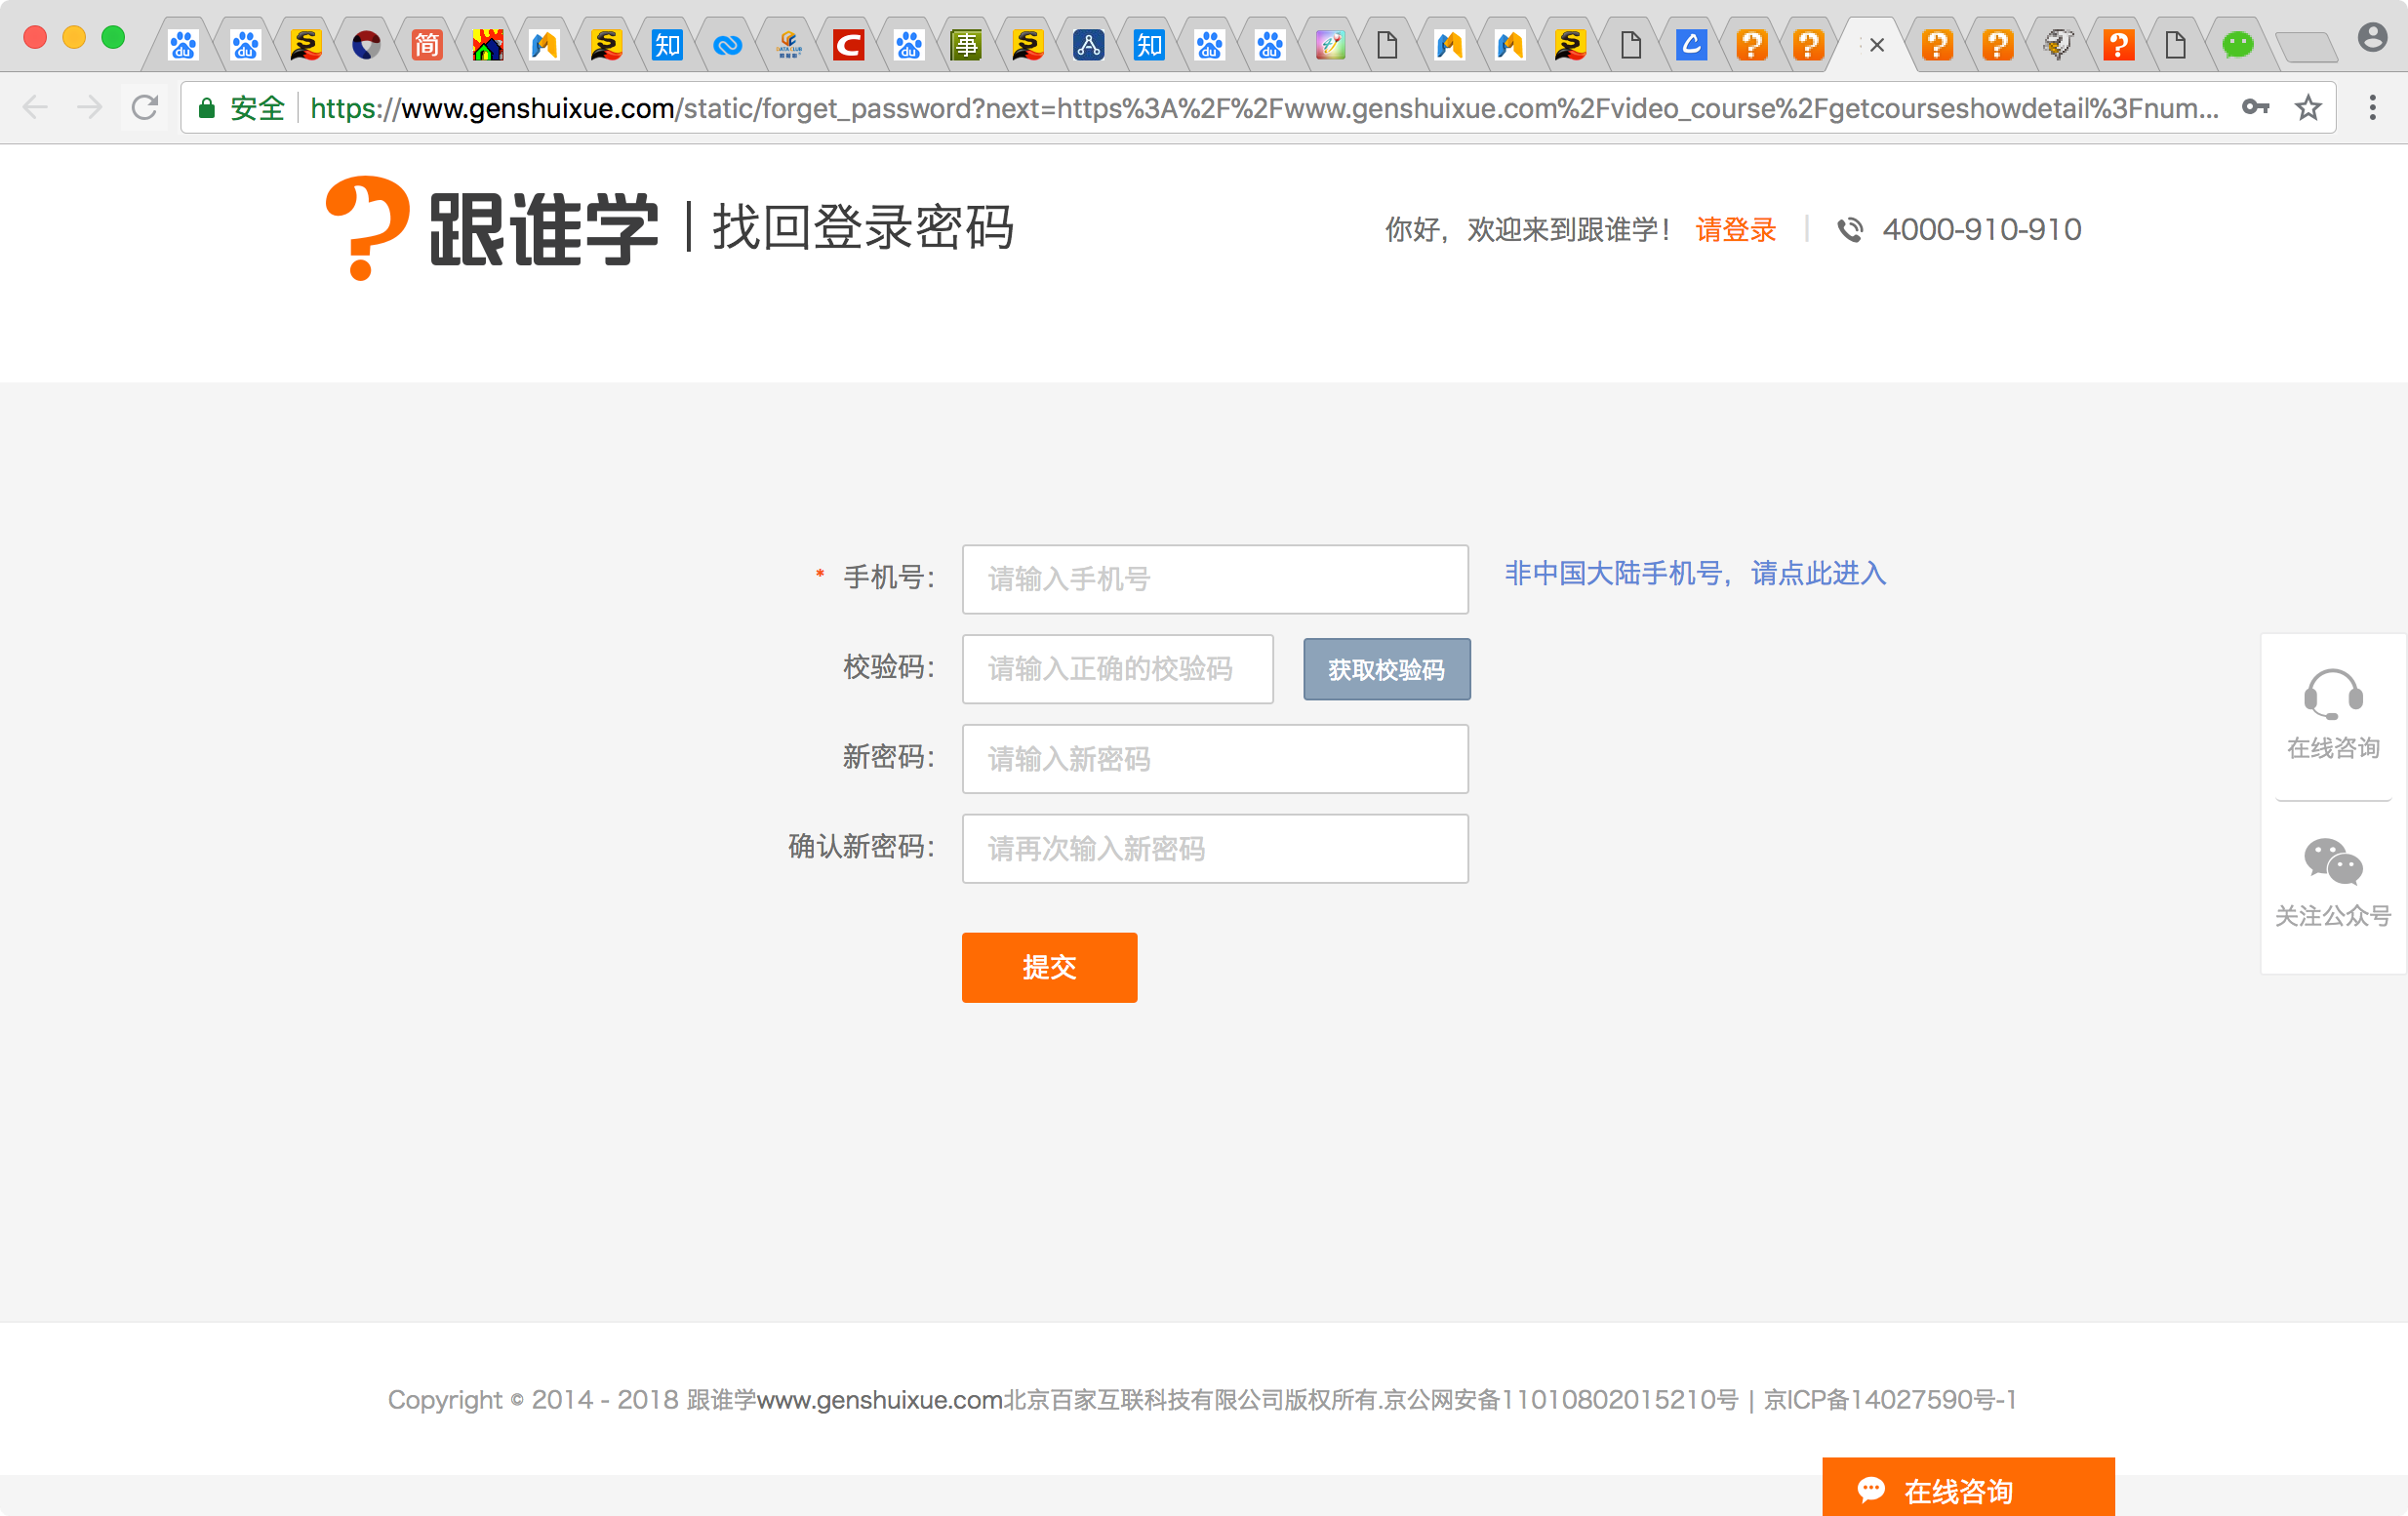 安全 https://www.genshuixue.com/static/forget_password?next=https%3A%2F%2Fwww.genshuixue.com%2Fvideo_course%2Fgetcourseshowdetail%3Fnum...
跟谁学 | 找回登录密码
你好，欢迎来到跟谁学！ 请登录 | 4000-910-910
* 手机号： 请输入手机号 非中国大陆手机号，请点此进入
校验码： 请输入正确的校验码 获取校验码
新密码： 请输入新密码
确认新密码： 请再次输入新密码
提交
在线咨询
关注公众号
Copyright © 2014 - 2018 跟谁学www.genshuixue.com北京百家互联科技有限公司版权所有.京公网安备11010802015210号 | 京ICP备14027590号-1
在线咨询